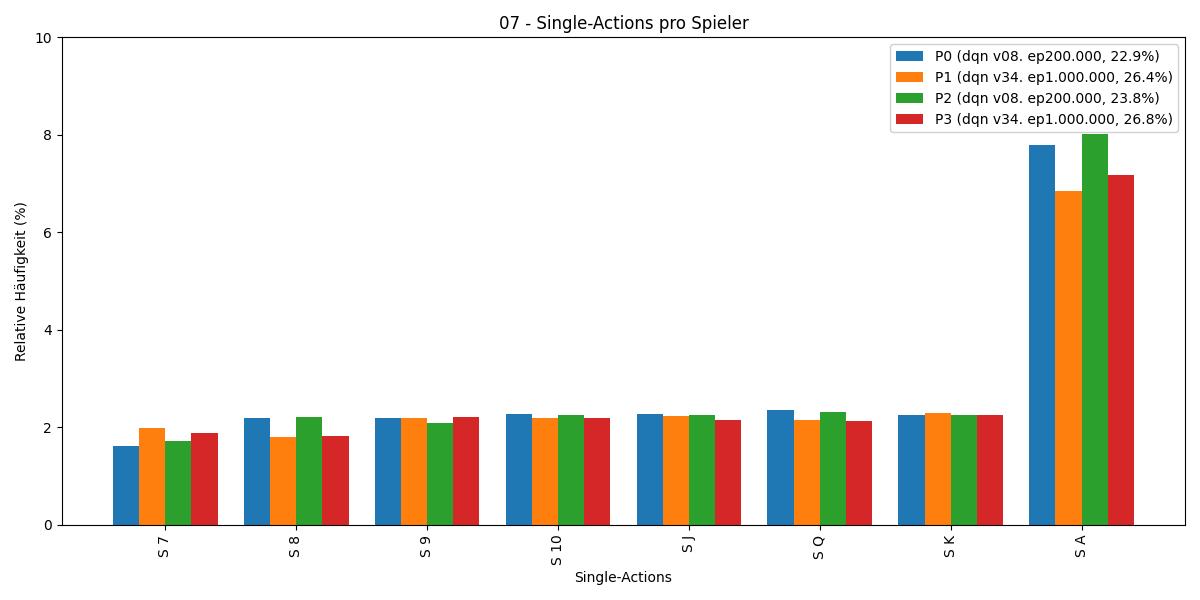 07 - Single-Actions pro Spieler
P0 (dqn v08. ep200.000, 22.9%)
P1 (dqn v34. ep1.000.000, 26.4%)
P2 (dqn v08. ep200.000, 23.8%)
P3 (dqn v34. ep1.000.000, 26.8%)
Relative Häufigkeit (%)
10
8
6
4
2
0
S 7
S 8
S 9
S 10
S J
S Q
S K
S A
Single-Actions